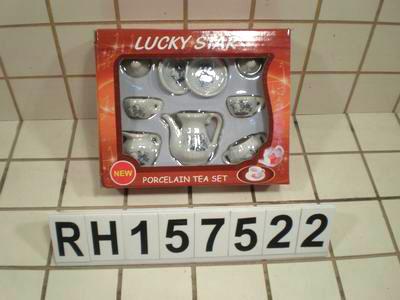 LUCKY STAR
NEW
PORCELAIN TEA SET
RH157522